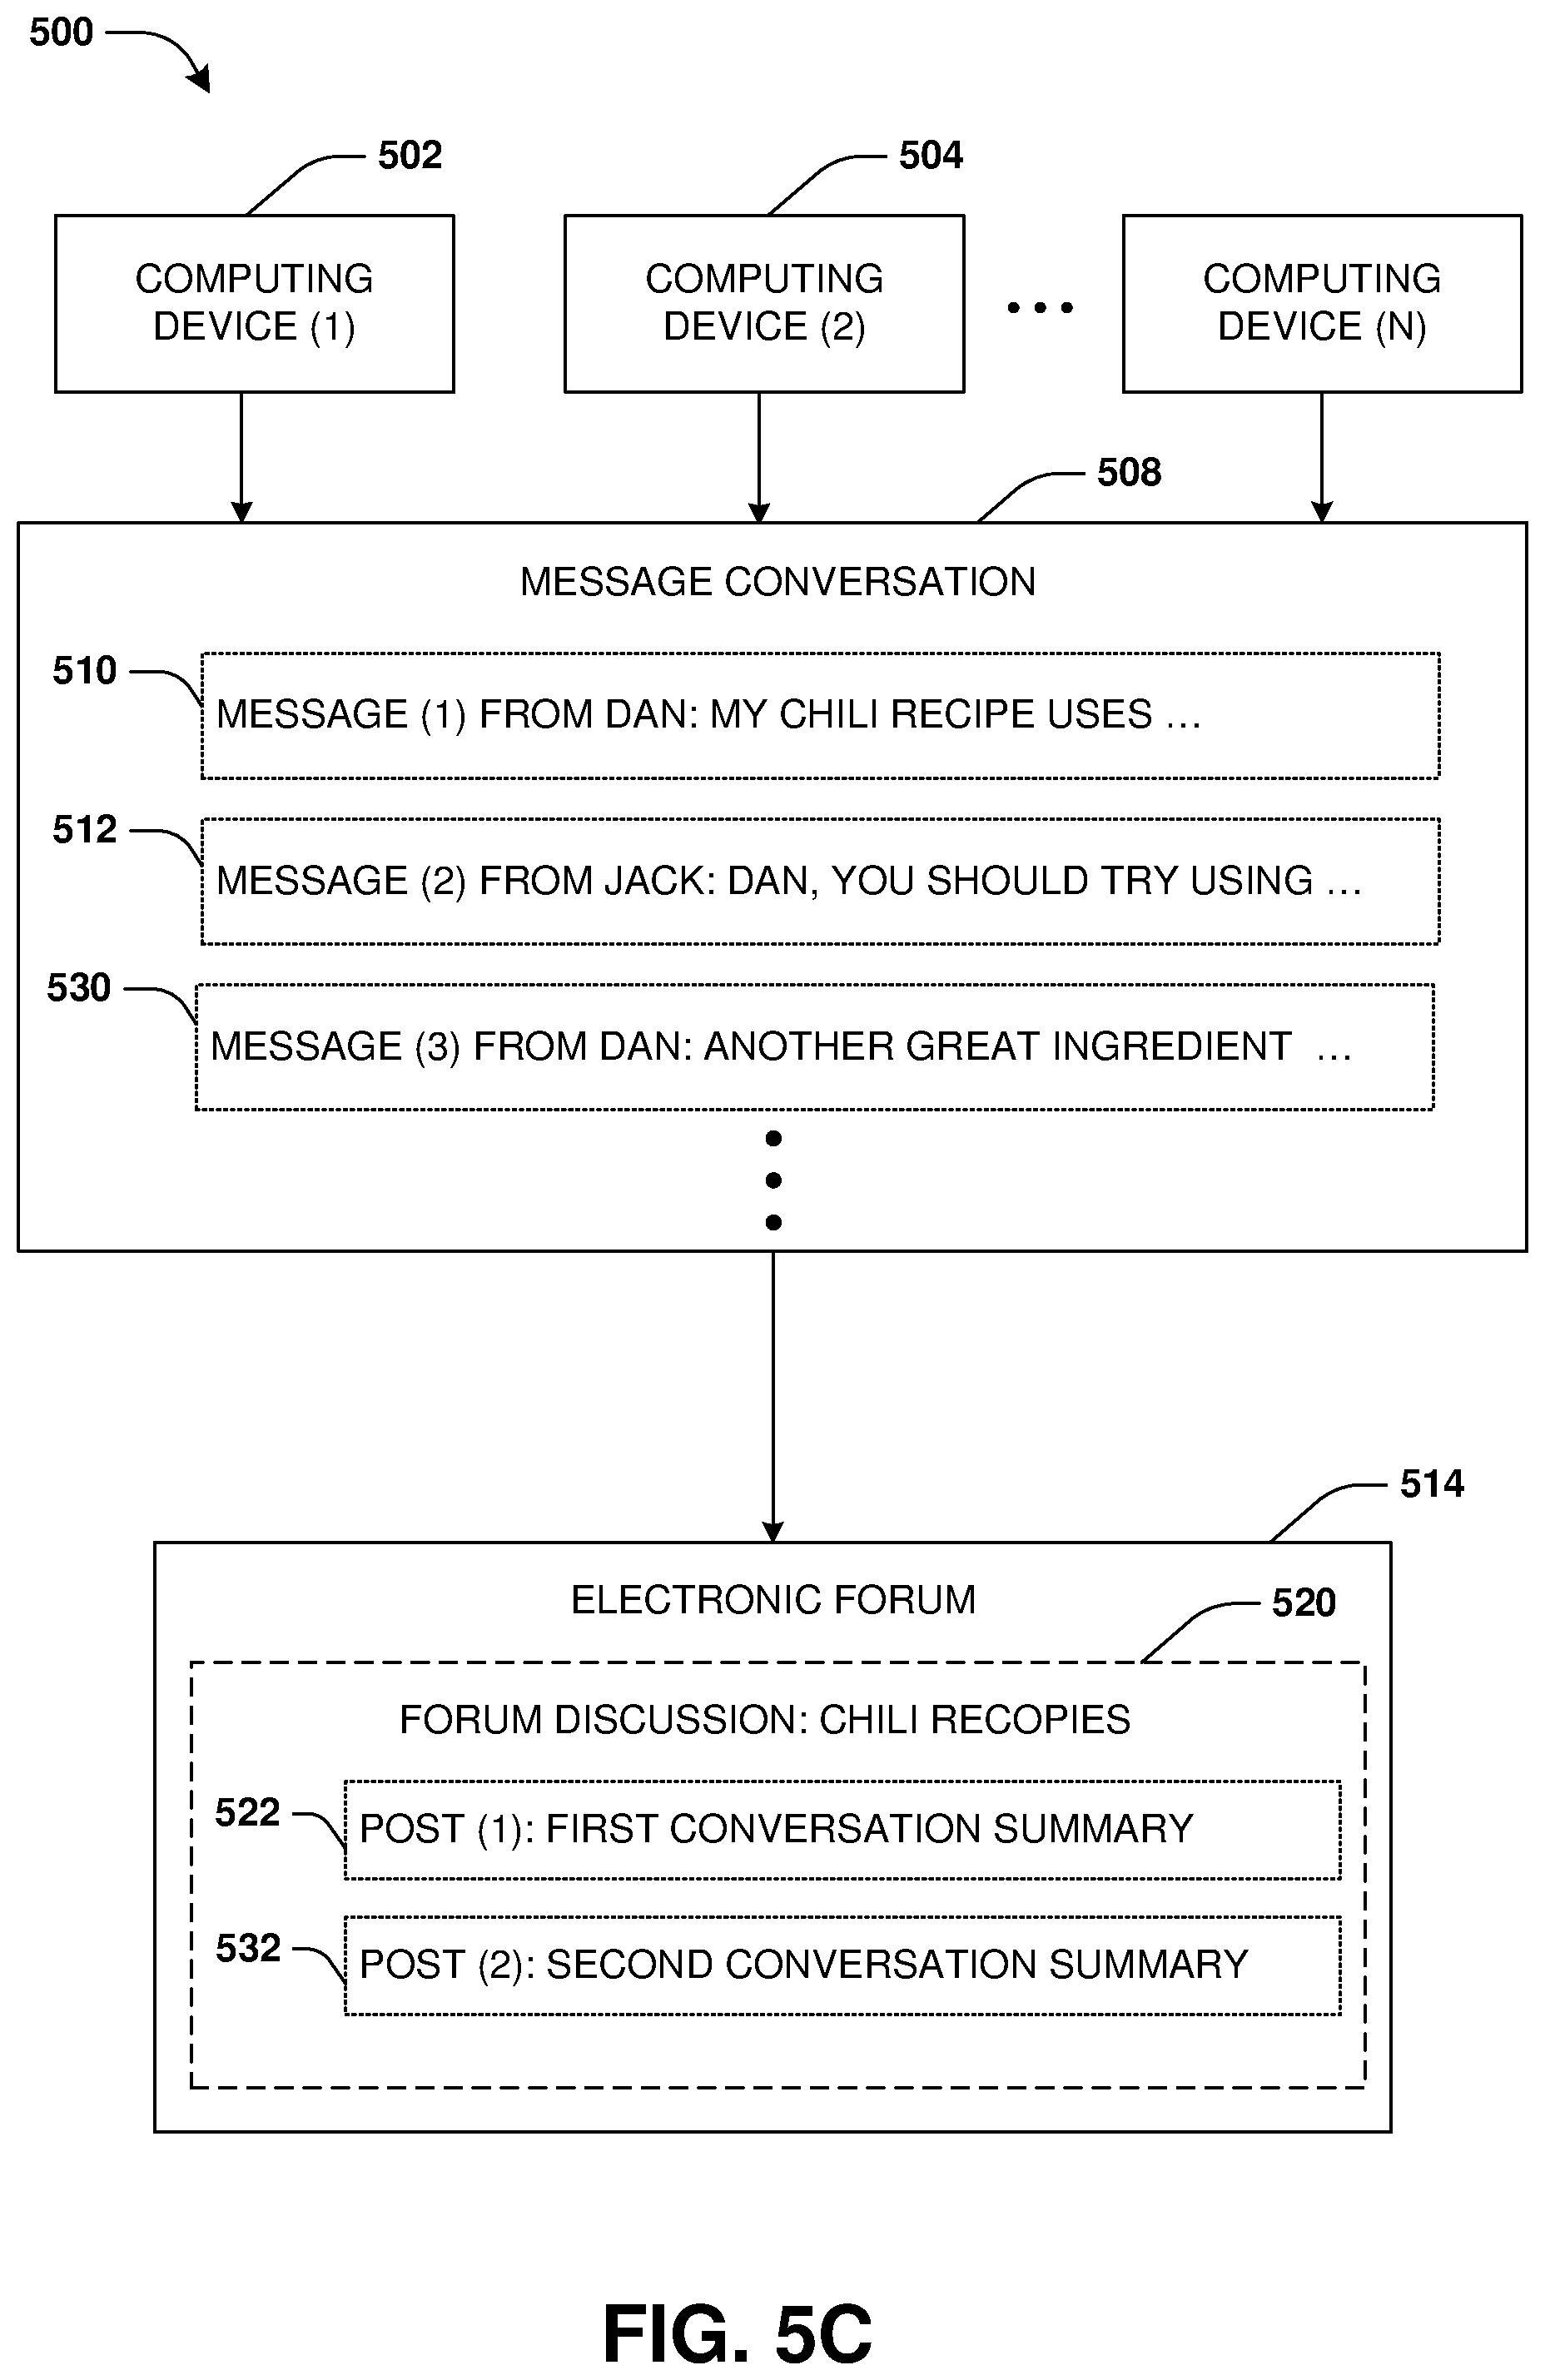 500
502
504
COMPUTING
DEVICE (1)
COMPUTING
DEVICE (2)
COMPUTING
DEVICE (N)
508
MESSAGE CONVERSATION
510
MESSAGE (1) FROM DAN: MY CHILI RECIPE USES …
512
MESSAGE (2) FROM JACK: DAN, YOU SHOULD TRY USING …
530
MESSAGE (3) FROM DAN: ANOTHER GREAT INGREDIENT …
514
ELECTRONIC FORUM
520
FORUM DISCUSSION: CHILI RECOPIES
522
POST (1): FIRST CONVERSATION SUMMARY
532
POST (2): SECOND CONVERSATION SUMMARY
FIG. 5C